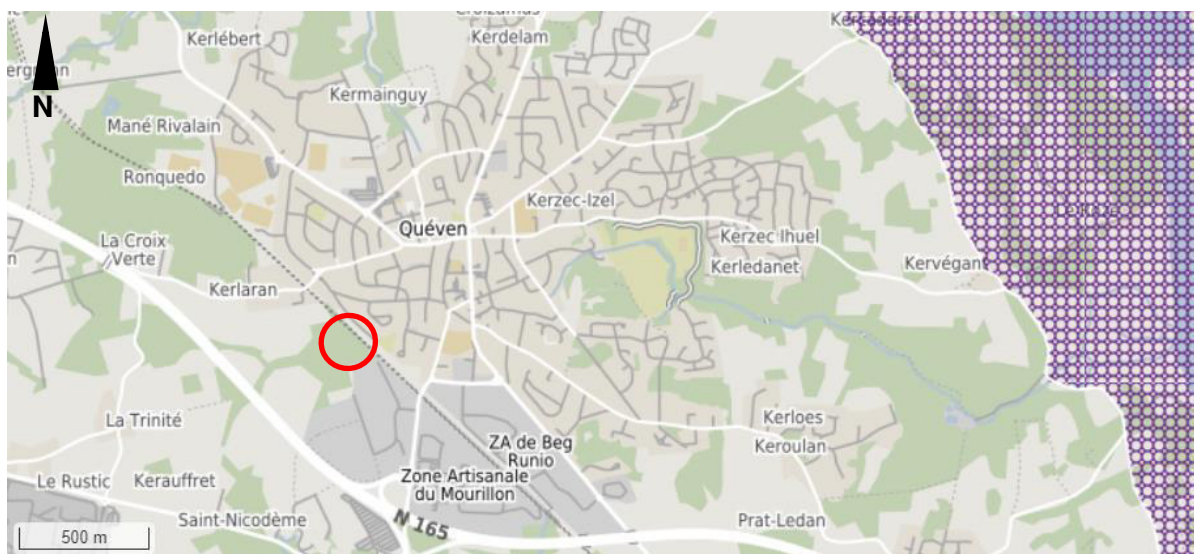 Kerlébert
Kerdelam
N
Kermainguy
Mané Rivalain
Ronquedo
Kerzec-Izel
Quéven
La Croix
Verte
Kerzec Ihuel
Kervégant
Kerledanet
Kerlaran
La Trinité
Kerloes
Keroulan
ZA de Beg
Runio
Zone Artisanale
du Mourillon
Le Rustic
Kerauffret
Saint-Nicodème
N 165
Prat-Ledan
500 m